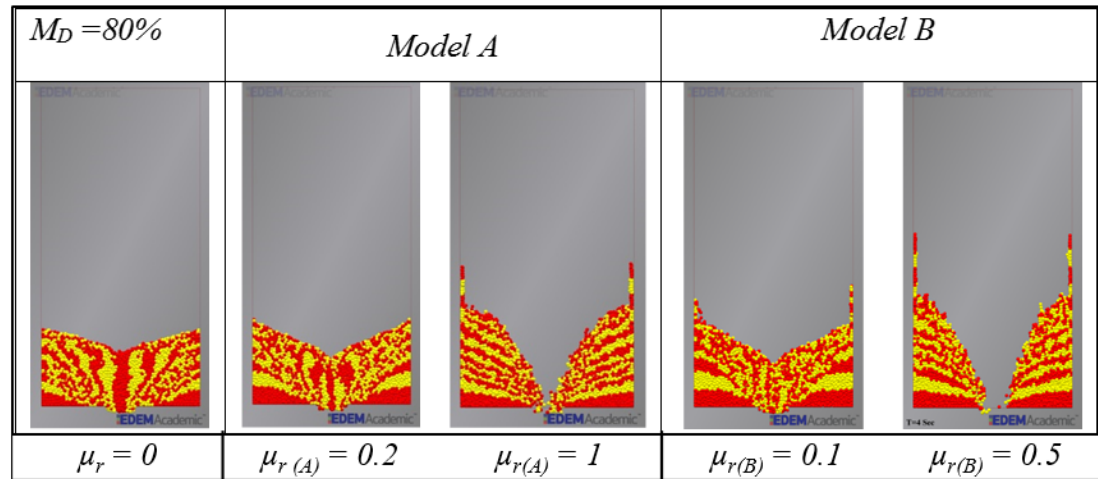 M_D =80%
Model A
Model B
EDEMAcademic
EDEMAcademic
EDEMAcademic
EDEMAcademic
EDEMAcademic
EDEMAcademic
EDEMAcademic
EDEMAcademic
EDEMAcademic
T=4 Sec
EDEMAcademic
μ_r = 0
μ_r (A) = 0.2
μ_r(A) = 1
μ_r(B) = 0.1
μ_r(B) = 0.5